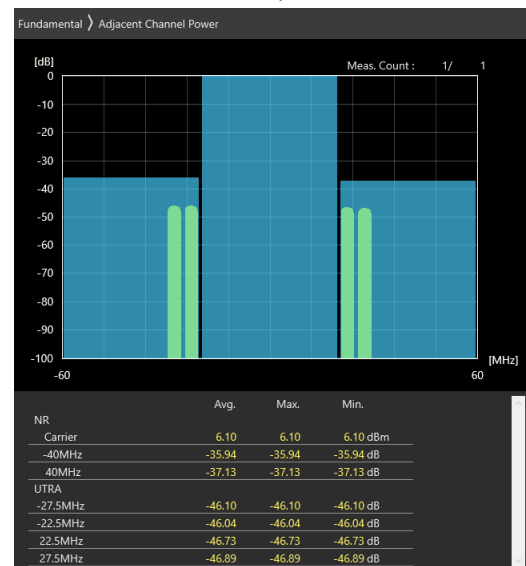 Fundamental 〉 Adjacent Channel Power
[dB] Meas. Count : 1/ 1
0
-10
-20
-30
-40
-50
-60
-70
-80
-90
-100 [MHz]
-60 60
Avg. Max. Min.
NR
Carrier 6.10 6.10 6.10 dBm
-40MHz -35.94 -35.94 -35.94 dB
40MHz -37.13 -37.13 -37.13 dB
UTRA
-27.5MHz -46.10 -46.10 -46.10 dB
-22.5MHz -46.04 -46.04 -46.04 dB
22.5MHz -46.73 -46.73 -46.73 dB
27.5MHz -46.89 -46.89 -46.89 dB